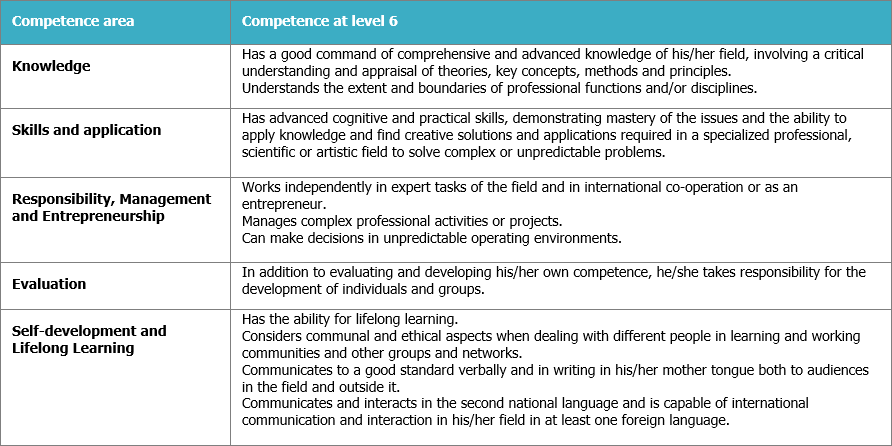 Competence area
Competence at level 6
Knowledge
Has a good command of comprehensive and advanced knowledge of his/her field, involving a critical
understanding and appraisal of theories, key concepts, methods and principles.
Understands the extent and boundaries of professional functions and/or disciplines.
Skills and application
Has advanced cognitive and practical skills, demonstrating mastery of the issues and the ability to
apply knowledge and find creative solutions and applications required in a specialized professional,
scientific or artistic field to solve complex or unpredictable problems.
Responsibility, Management
and Entrepreneurship
Works independently in expert tasks of the field and in international co-operation or as an
entrepreneur.
Manages complex professional activities or projects.
Can make decisions in unpredictable operating environments.
Evaluation
In addition to evaluating and developing his/her own competence, he/she takes responsibility for the
development of individuals and groups.
Self-development and
Lifelong Learning
Has the ability for lifelong learning.
Considers communal and ethical aspects when dealing with different people in learning and working
communities and other groups and networks.
Communicates to a good standard verbally and in writing in his/her mother tongue both to audiences
in the field and outside it.
Communicates and interacts in the second national language and is capable of international
communication and interaction in his/her field in at least one foreign language.